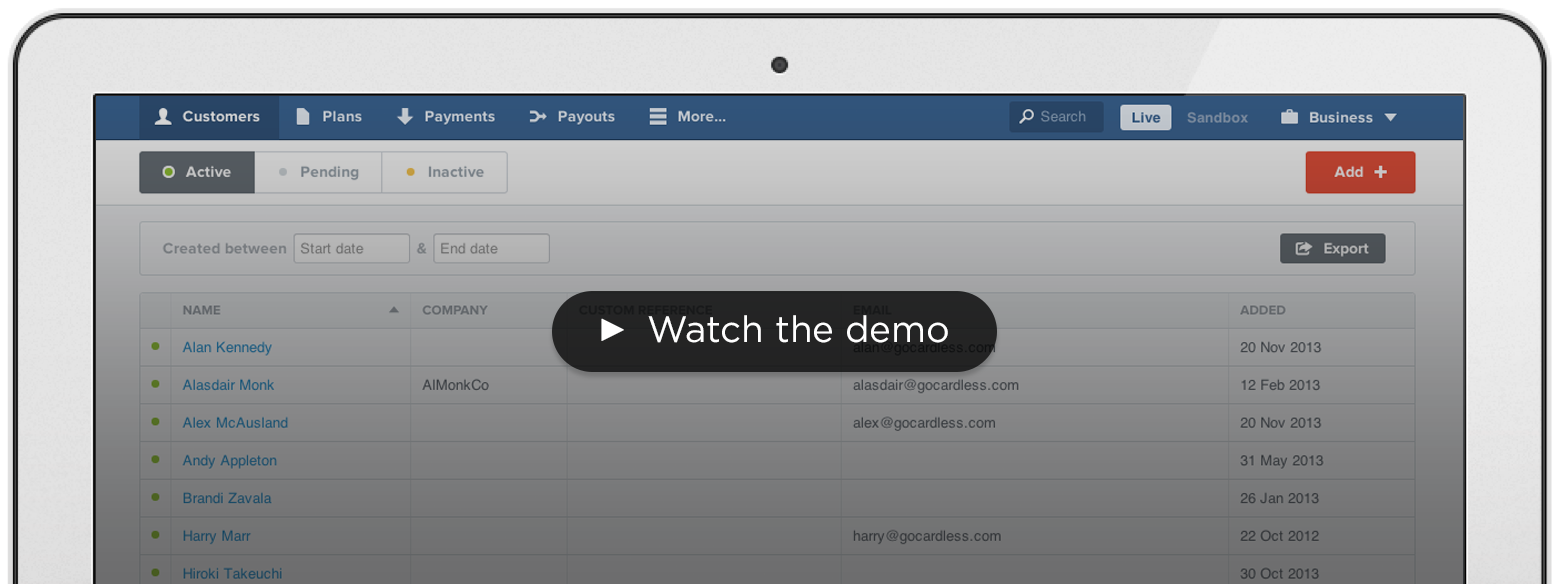 Customers Plans Payments Payouts More... Search Live Sandbox Business
Active Pending Inactive Add
Created between Start date & End date Export
NAME COMPANY CUSTOM REFERENCE EMAIL ADDED
Watch the demo
Alan Kennedy alan@gocardless.com 20 Nov 2013
Alasdair Monk AlMonkCo alasdair@gocardless.com 12 Feb 2013
Alex McAusland alex@gocardless.com 20 Nov 2013
Andy Appleton 31 May 2013
Brandi Zavala 26 Jan 2013
Harry Marr harry@gocardless.com 22 Oct 2012
Hiroki Takeuchi 30 Oct 2013